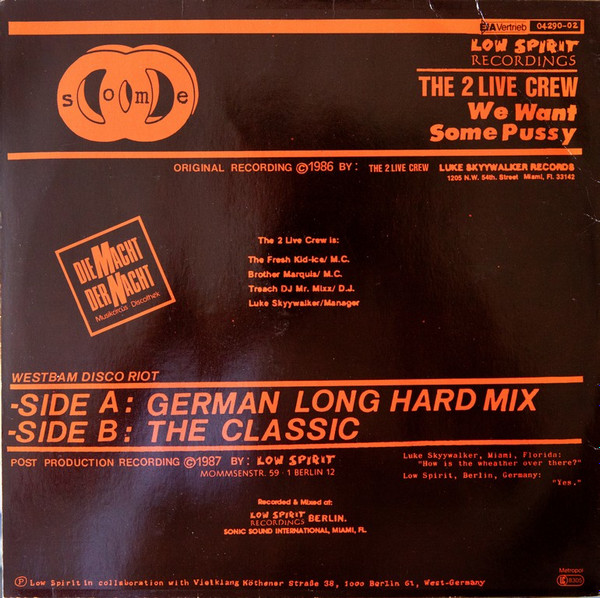 E/A Vertrieb 04290-02
LOW SPIRIT
RECORDINGS
some
THE 2 LIVE CREW
We Want
Some Pussy
ORIGINAL RECORDING ©1986 BY: THE 2 LIVE CREW LUKE SKYYWALKER RECORDS
1205 N.W. 54th. Street Miami, Fl. 33142
DIE MACHT
DER NACHT
Musikzirkus Discothek
The 2 Live Crew is:
The Fresh Kid-Ice/ M.C.
Brother Marquis/ M.C.
Treach DJ Mr. Mixx/ D.J.
Luke Skyywalker/Manager
WESTBAM DISCO RIOT
-SIDE A: GERMAN LONG HARD MIX
-SIDE B: THE CLASSIC
POST PRODUCTION RECORDING ©1987 BY: LOW SPIRIT
MOMMSENSTR. 59 · 1 BERLIN 12
Luke Skyywalker, Miami, Florida:
"How is the wheather over there?"
Low Spirit, Berlin, Germany:
"Yes."
Recorded & Mixed at:
LOW SPIRIT
RECORDINGS BERLIN.
SONIC SOUND INTERNATIONAL, MIAMI, FL.
Ⓟ Low Spirit in collaboration with Vielklang Köthener Straße 38, 1000 Berlin 61, West-Germany
Metropol